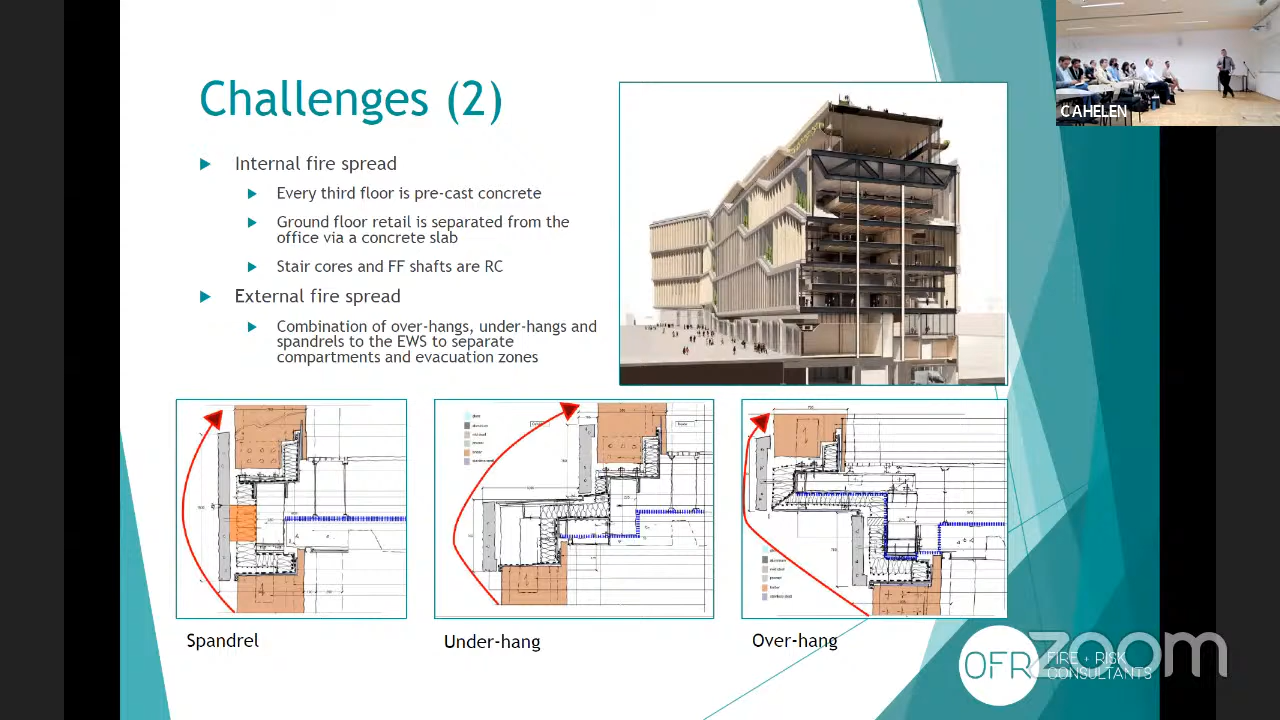 Challenges (2)
Internal fire spread
Every third floor is pre-cast concrete
Ground floor retail is separated from the
office via a concrete slab
Stair cores and FF shafts are RC
External fire spread
Combination of over-hangs, under-hangs and
spandrels to the EWS to separate
compartments and evacuation zones
Spandrel
Under-hang
Over-hang
OFR
FIRE + RISK
CONSULTANTS
zoom
CAHELEN